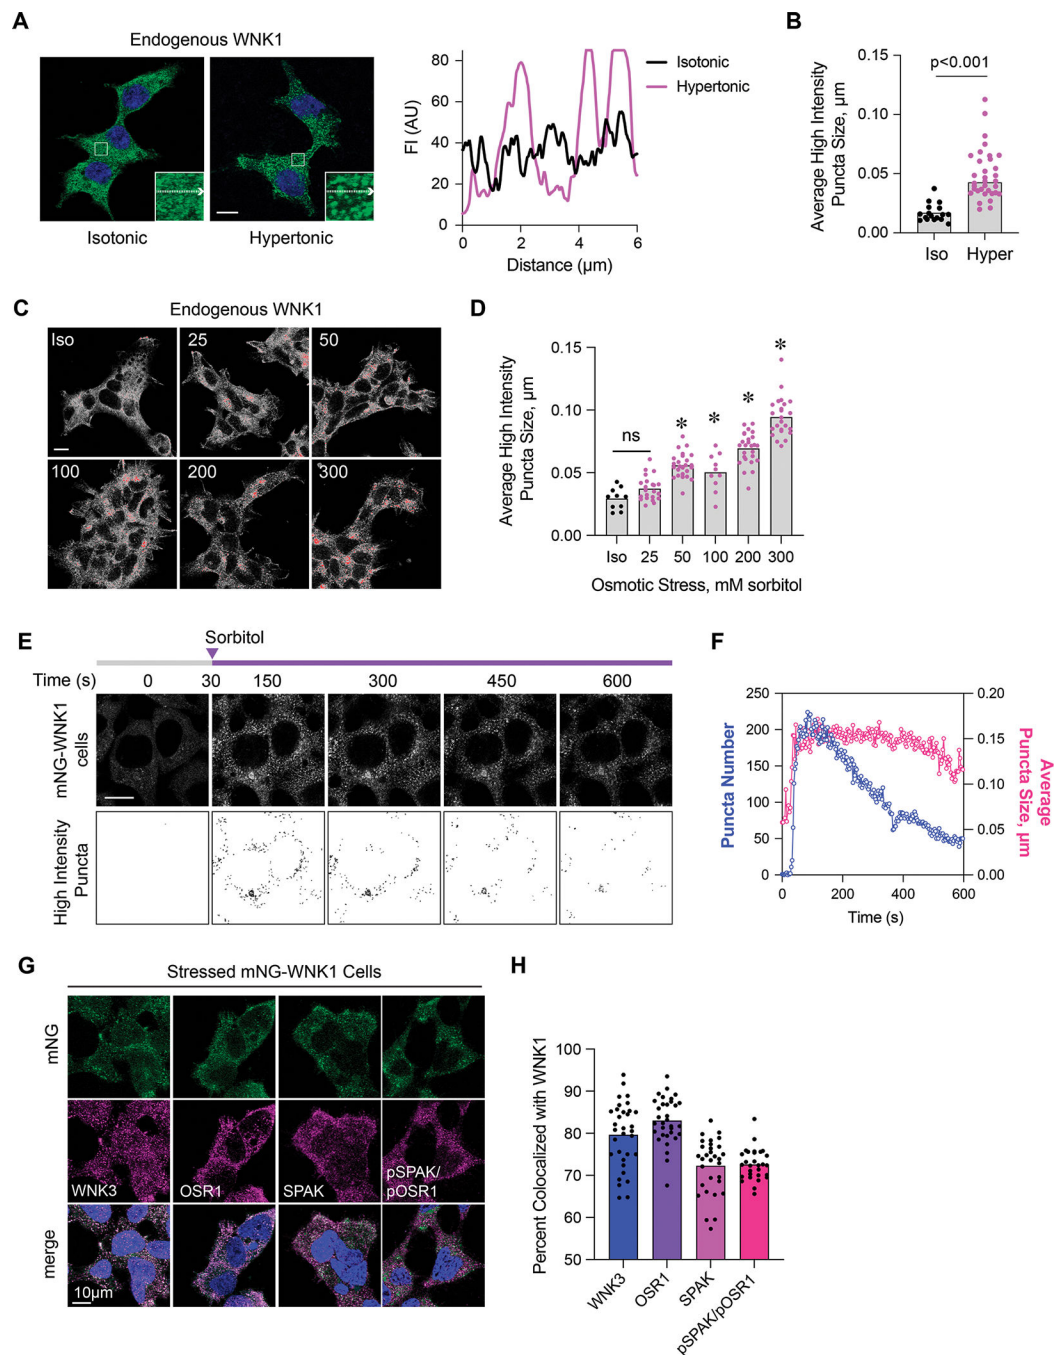 A
Endogenous WNK1
Isotonic
Hypertonic
FI (AU)
80
60
40
20
0
0
2
4
6
Distance (µm)
Isotonic
Hypertonic
B
Average High Intensity
Puncta Size, µm
0.15
0.10
0.05
0.00
p<0.001
Iso
Hyper
C
Endogenous WNK1
Iso
25
50
100
200
300
D
Average High Intensity
Puncta Size, µm
0.15
0.10
0.05
0.00
ns
*
*
*
*
Iso
25
50
100
200
300
Osmotic Stress, mM sorbitol
E
Sorbitol
Time (s)
0
30
150
300
450
600
mNG-WNK1
cells
High Intensity
Puncta
F
Puncta Number
250
200
150
100
50
0
0
200
400
600
Time (s)
0.20
0.15
0.10
0.05
0.00
Average
Puncta Size, µm
G
Stressed mNG-WNK1 Cells
mNG
WNK3
OSR1
SPAK
pSPAK/
pOSR1
merge
10µm
H
Percent Colocalized with WNK1
100
90
80
70
60
50
WNK3
OSR1
SPAK
pSPAK/pOSR1